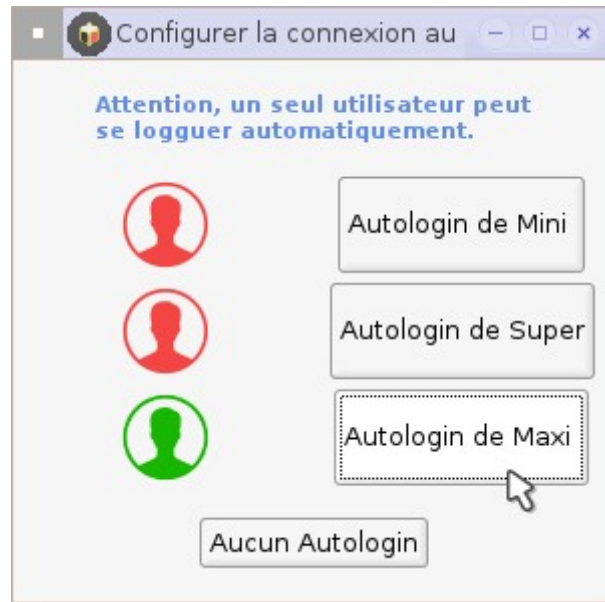 Configurer la connexion au
Attention, un seul utilisateur peut
se logguer automatiquement.
Autologin de Mini
Autologin de Super
Autologin de Maxi
Aucun Autologin